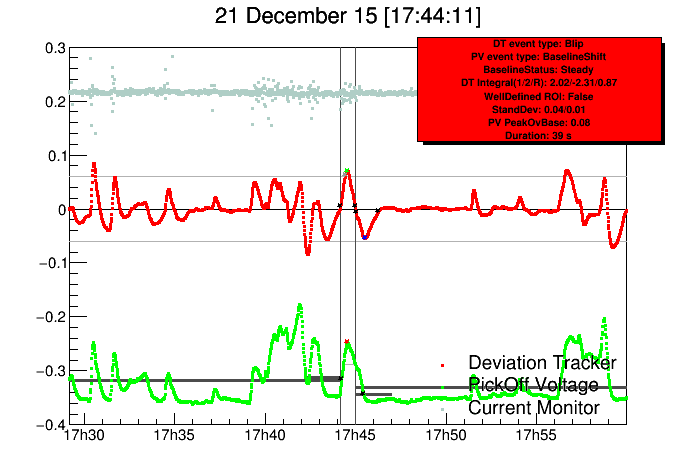 21 December 15 [17:44:11]
DT event type: Blip
PV event type: BaselineShift
BaselineStatus: Steady
DT Integral(1/2/R): 2.02/-2.31/0.87
WellDefined ROI: False
StandDev: 0.04/0.01
PV PeakOvBase: 0.08
Duration: 39 s
0.3
0.2
0.1
0
−0.1
−0.2
−0.3
−0.4
Deviation Tracker
PickOff Voltage
Current Monitor
17h30 17h35 17h40 17h45 17h50 17h55